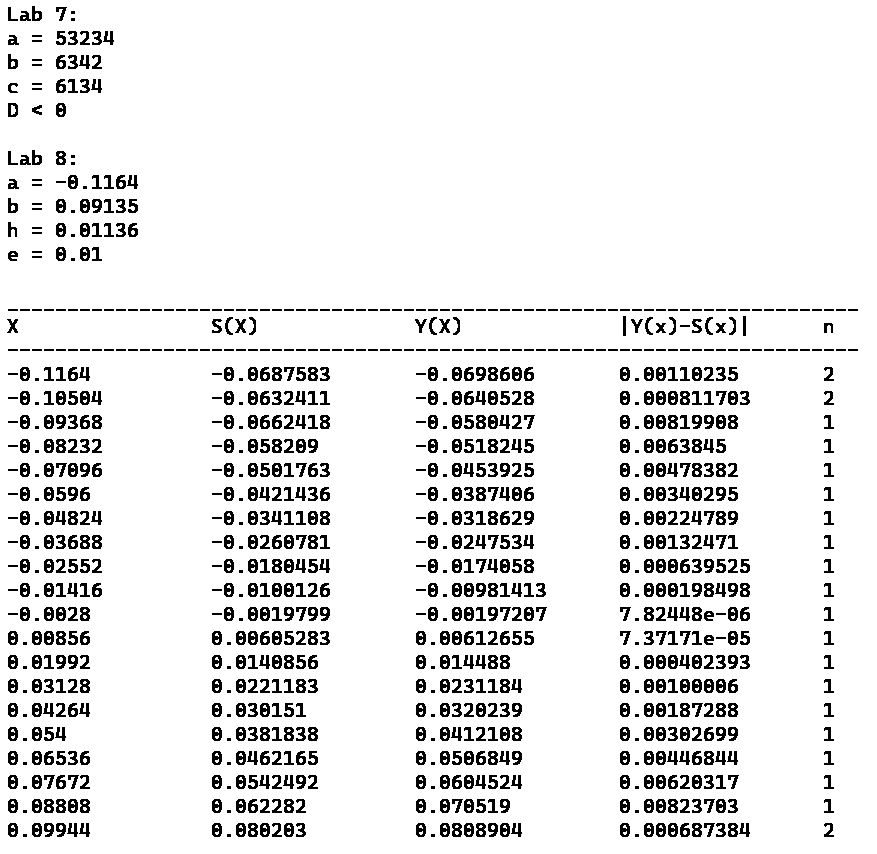 Lab 7:
a = 53234
b = 6342
c = 6134
D < 0
Lab 8:
a = -0.1164
b = 0.09135
h = 0.01136
e = 0.01
-----------------------------------------------------------------------
X S(X) Y(X) |Y(x)-S(x)| n
-----------------------------------------------------------------------
-0.1164 -0.0687583 -0.0698606 0.00110235 2
-0.10504 -0.0632411 -0.0640528 0.000811703 2
-0.09368 -0.0662418 -0.0580427 0.00819908 1
-0.08232 -0.058209 -0.0518245 0.0063845 1
-0.07096 -0.0501763 -0.0453925 0.00478382 1
-0.0596 -0.0421436 -0.0387406 0.00340295 1
-0.04824 -0.0341108 -0.0318629 0.00224789 1
-0.03688 -0.0260781 -0.0247534 0.00132471 1
-0.02552 -0.0180454 -0.0174058 0.000639525 1
-0.01416 -0.0100126 -0.00981413 0.000198498 1
-0.0028 -0.0019799 -0.00197207 7.82448e-06 1
0.00856 0.00605283 0.00612655 7.37171e-05 1
0.01992 0.0140856 0.014488 0.000402393 1
0.03128 0.0221183 0.0231184 0.00100006 1
0.04264 0.030151 0.0320239 0.00187288 1
0.054 0.0381838 0.0412108 0.00302699 1
0.06536 0.0462165 0.0506849 0.00446844 1
0.07672 0.0542492 0.0604524 0.00620317 1
0.08808 0.062282 0.070519 0.00823703 1
0.09944 0.080203 0.0808904 0.000687384 2